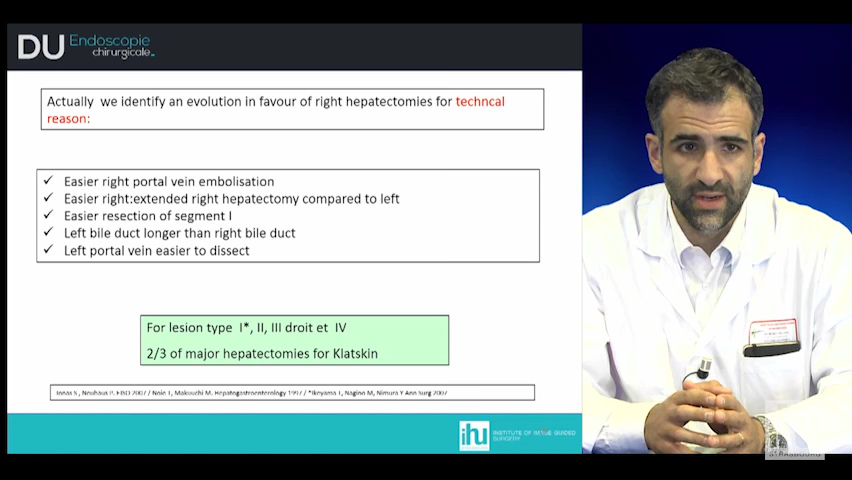 DU Endoscopie
chirurgicale
Actually we identify an evolution in favour of right hepatectomies for techncal
reason:
✓ Easier right portal vein embolisation
✓ Easier right:extended right hepatectomy compared to left
✓ Easier resection of segment I
✓ Left bile duct longer than right bile duct
✓ Left portal vein easier to dissect
For lesion type I*, II, III droit et IV
2/3 of major hepatectomies for Klatskin
Jonas S , Neuhaus P. HBO 2007 / Makuuchi M. Hepatogastroenterology 1997 / *Ikeyama T, Nagino M, Nimura Y Ann Surg 2007
ihu INSTITUTE OF IMAGE GUIDED
SURGERY
STRASBOURG